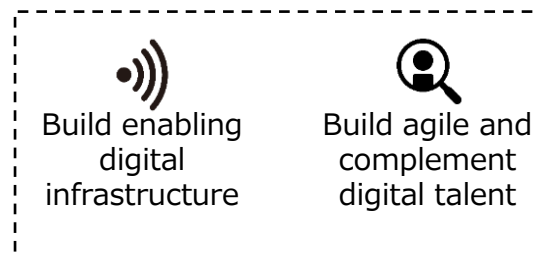 Build enabling
digital
infrastructure
Build agile and
complement
digital talent